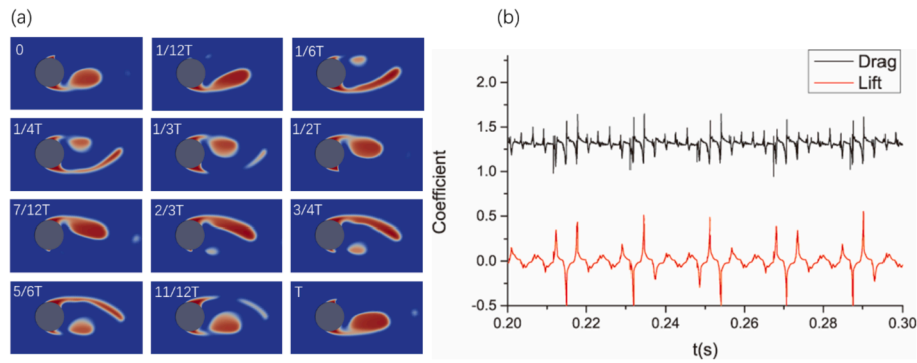 (a)
(b)
0
1/12T
1/6T
1/4T
1/3T
1/2T
7/12T
2/3T
3/4T
5/6T
11/12T
T
Drag
Lift
2.0
1.5
1.0
0.5
0.0
-0.5
Coefficient
0.20
0.22
0.24
0.26
0.28
0.30
t(s)